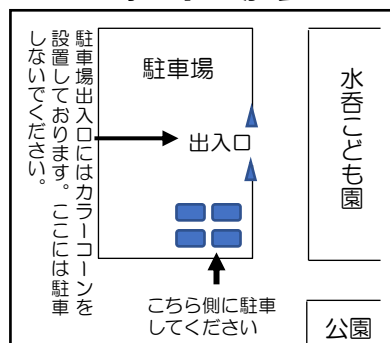 駐車場出入口にはカラーコーンを
設置しております。ここには駐車
しないでください。
駐車場
出入口
水呑こども園
こちら側に駐車
してください
公園